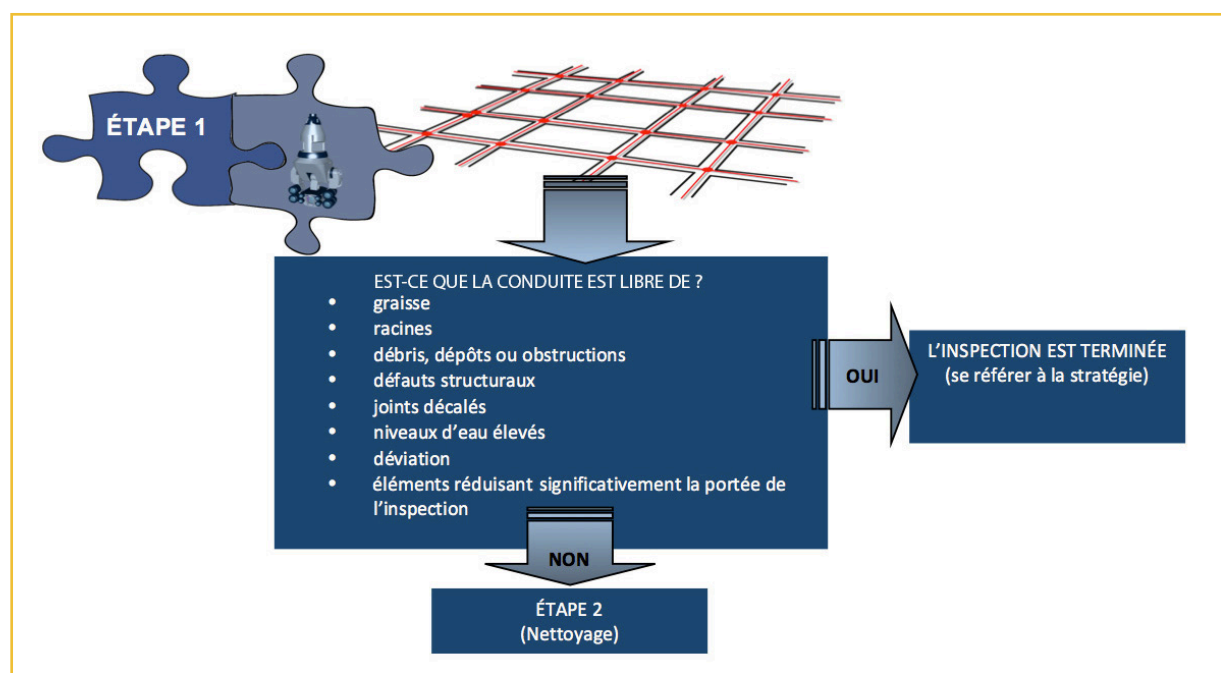 ÉTAPE 1
EST-CE QUE LA CONDUITE EST LIBRE DE ?
• graisse
• racines
• débris, dépôts ou obstructions
• défauts structuraux
• joints décalés
• niveaux d'eau élevés
• déviation
• éléments réduisant significativement la portée de
l'inspection
OUI
L'INSPECTION EST TERMINÉE
(se référer à la stratégie)
NON
ÉTAPE 2
(Nettoyage)